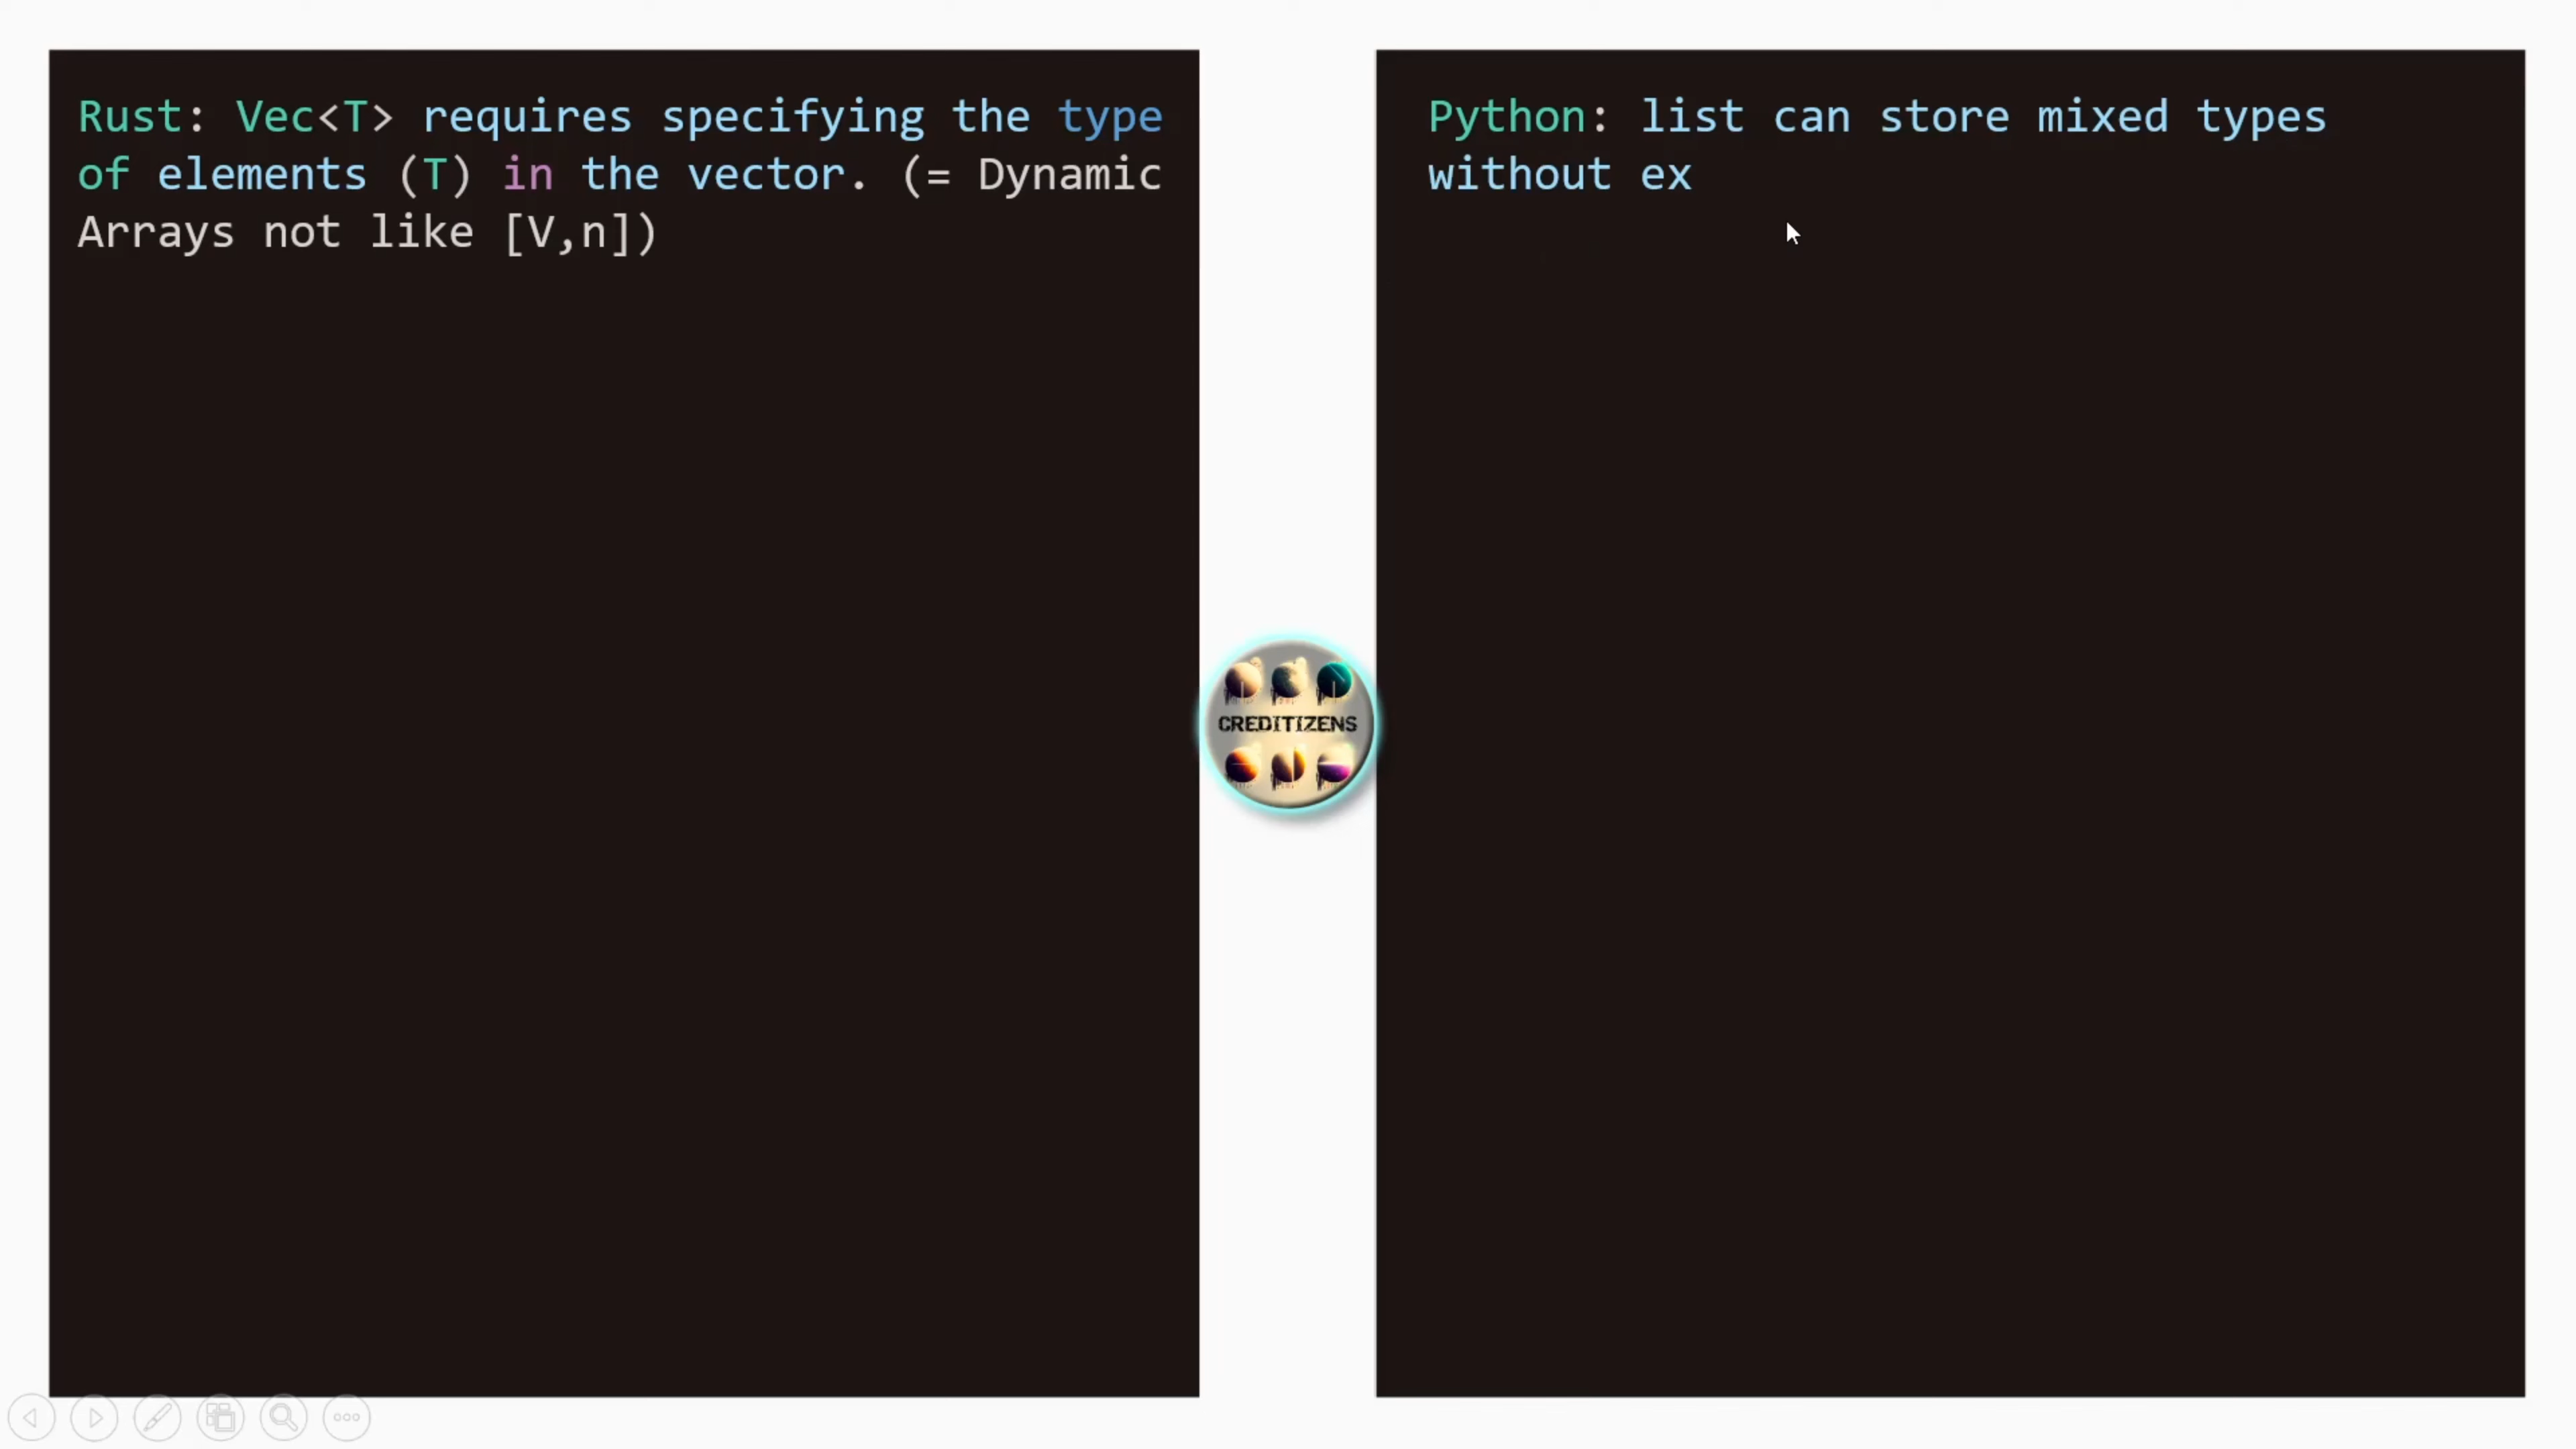 Rust: Vec<T> requires specifying the type
of elements (T) in the vector. (= Dynamic
Arrays not like [V,n])
Python: list can store mixed types
without ex
CREDITIZENS